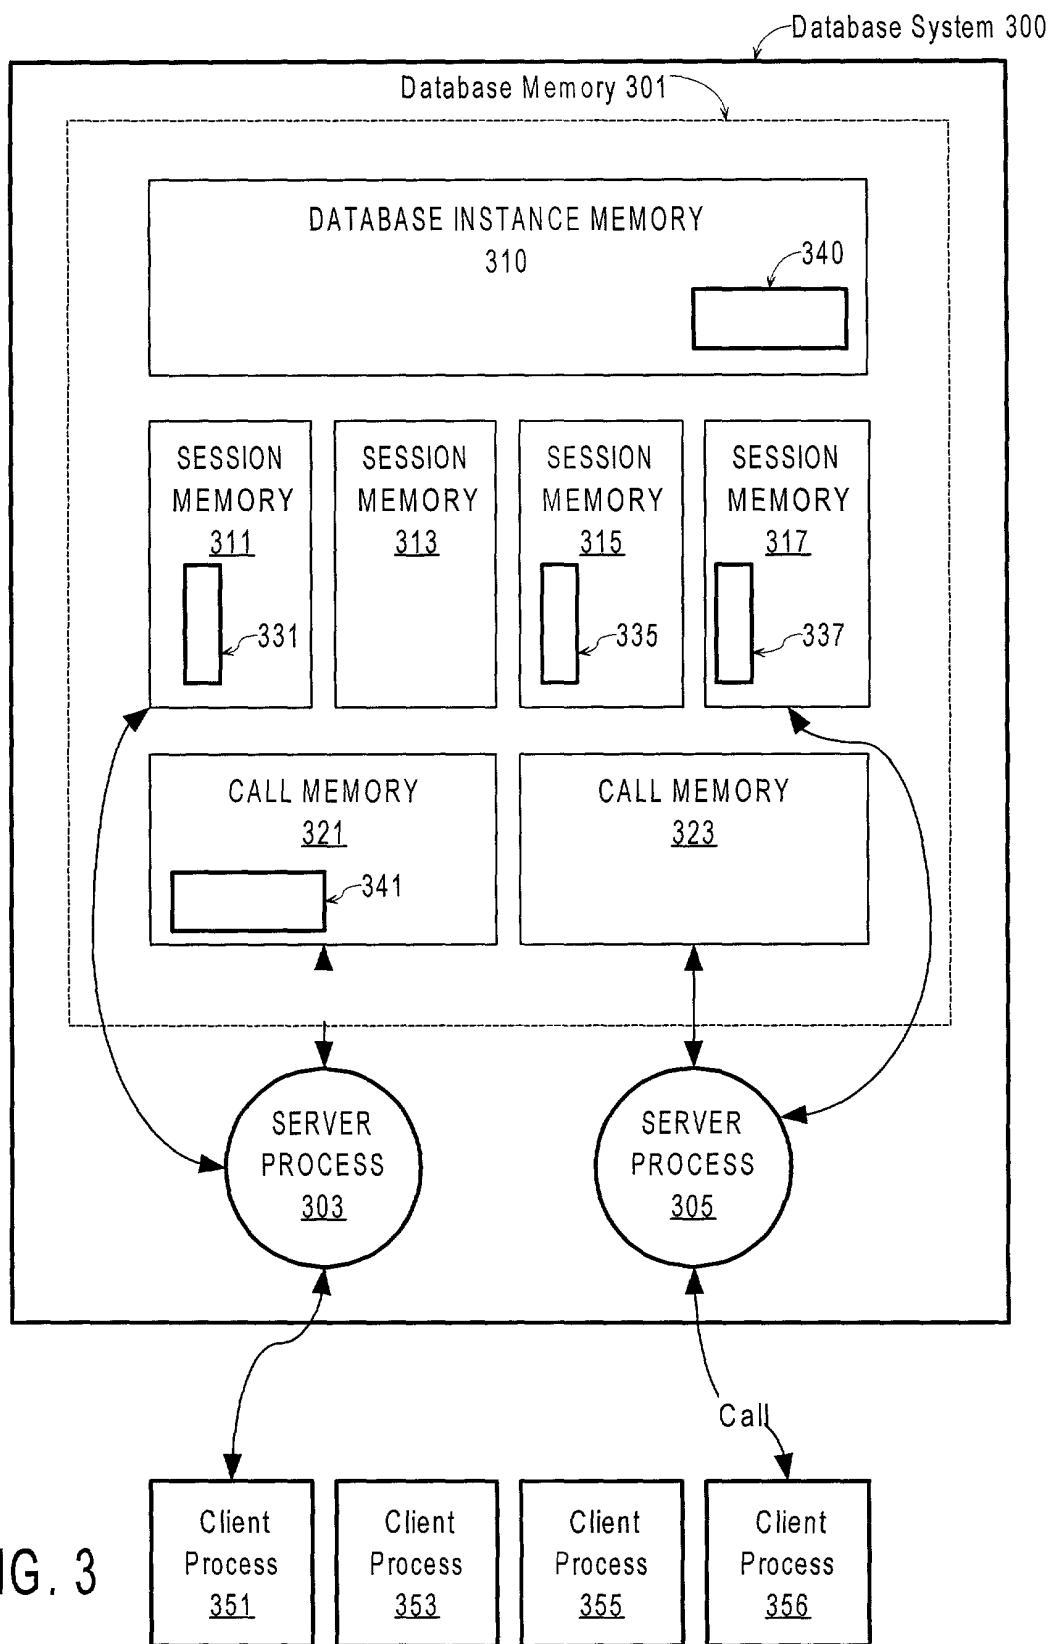 Database System 300
Database Memory 301
DATABASE INSTANCE MEMORY
310
340
SESSION
MEMORY
311
331
SESSION
MEMORY
313
SESSION
MEMORY
315
335
SESSION
MEMORY
317
337
CALL MEMORY
321
341
CALL MEMORY
323
SERVER
PROCESS
303
SERVER
PROCESS
305
Call
Client
Process
351
Client
Process
353
Client
Process
355
Client
Process
356
IG. 3